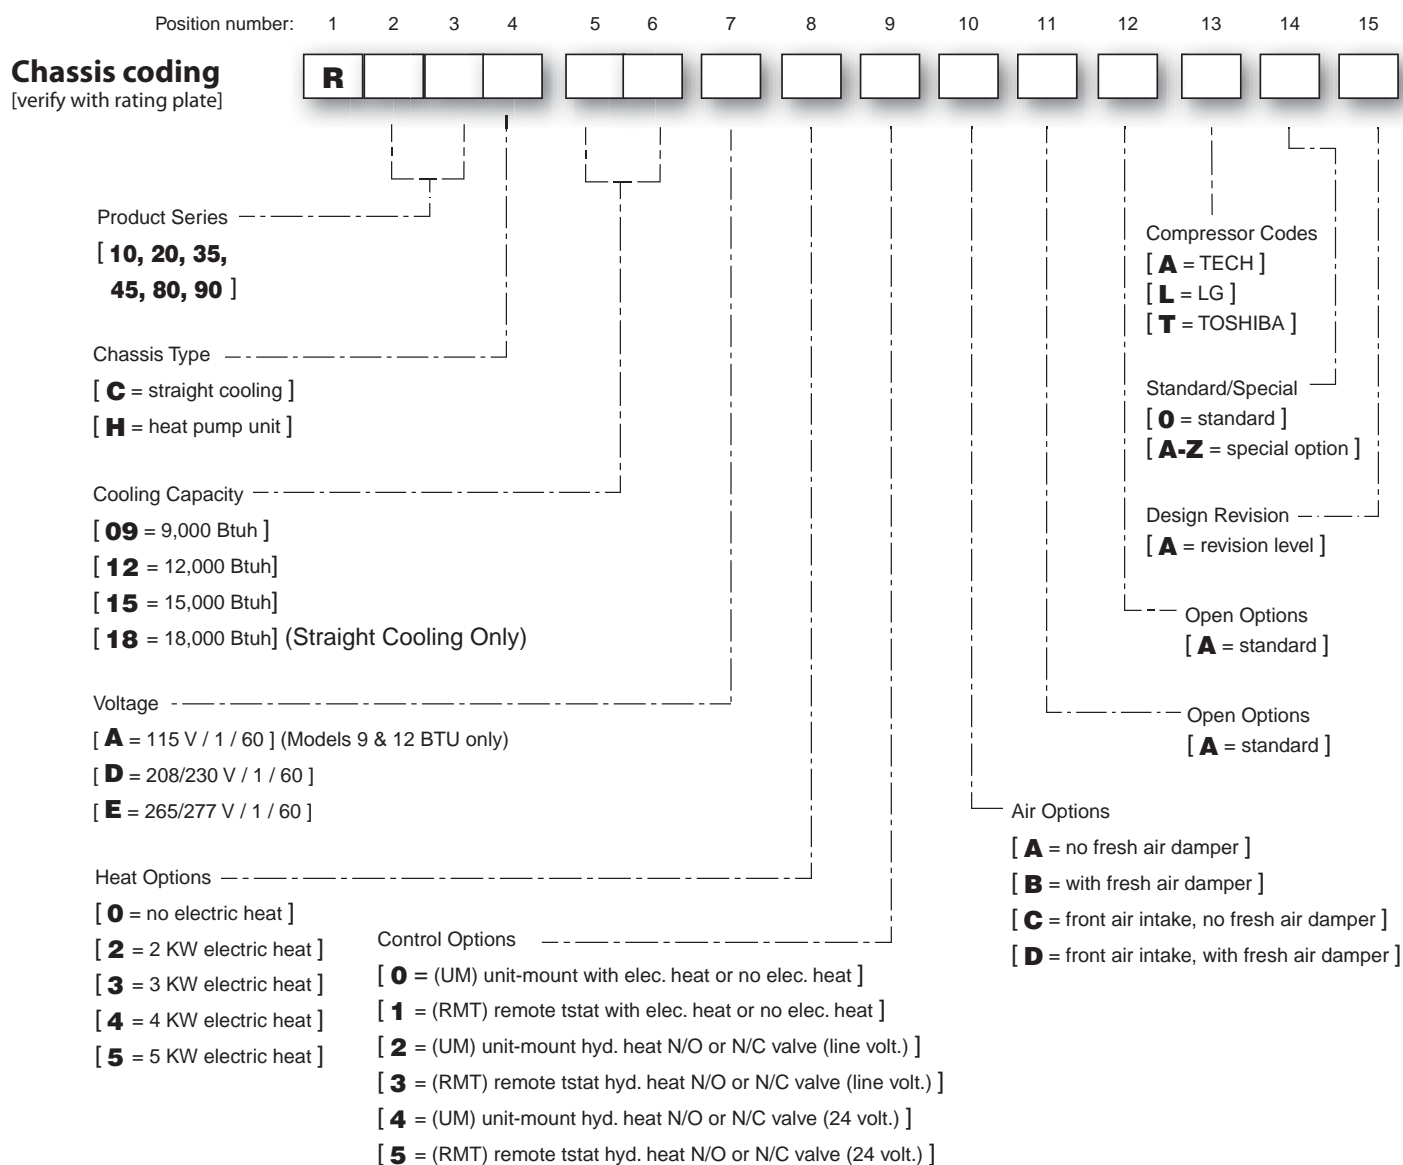 Position number: 1 2 3 4 5 6 7 8 9 10 11 12 13 14 15
Chassis coding
[verify with rating plate]
R
Product Series
[ 10, 20, 35,
45, 80, 90 ]
Chassis Type
[ C = straight cooling ]
[ H = heat pump unit ]
Cooling Capacity
[ 09 = 9,000 Btuh ]
[ 12 = 12,000 Btuh]
[ 15 = 15,000 Btuh]
[ 18 = 18,000 Btuh] (Straight Cooling Only)
Voltage
[ A = 115 V / 1 / 60 ] (Models 9 & 12 BTU only)
[ D = 208/230 V / 1 / 60 ]
[ E = 265/277 V / 1 / 60 ]
Heat Options
[ 0 = no electric heat ]
[ 2 = 2 KW electric heat ]
[ 3 = 3 KW electric heat ]
[ 4 = 4 KW electric heat ]
[ 5 = 5 KW electric heat ]
Control Options
[ 0 = (UM) unit-mount with elec. heat or no elec. heat ]
[ 1 = (RMT) remote tstat with elec. heat or no elec. heat ]
[ 2 = (UM) unit-mount hyd. heat N/O or N/C valve (line volt.) ]
[ 3 = (RMT) remote tstat hyd. heat N/O or N/C valve (line volt.) ]
[ 4 = (UM) unit-mount hyd. heat N/O or N/C valve (24 volt.) ]
[ 5 = (RMT) remote tstat hyd. heat N/O or N/C valve (24 volt.) ]
Compressor Codes
[ A = TECH ]
[ L = LG ]
[ T = TOSHIBA ]
Standard/Special
[ 0 = standard ]
[ A-Z = special option ]
Design Revision
[ A = revision level ]
Open Options
[ A = standard ]
Open Options
[ A = standard ]
Air Options
[ A = no fresh air damper ]
[ B = with fresh air damper ]
[ C = front air intake, no fresh air damper ]
[ D = front air intake, with fresh air damper ]